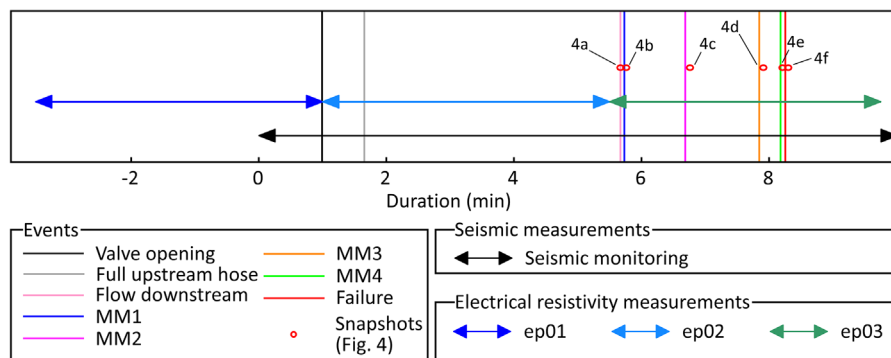 4a
4b
4c
4d
4e
4f
-2
0
2
4
6
8
Duration (min)
Events
Valve opening
Full upstream hose
Flow downstream
MM1
MM2
MM3
MM4
Failure
Snapshots
(Fig. 4)
Seismic measurements
Seismic monitoring
Electrical resistivity measurements
ep01
ep02
ep03